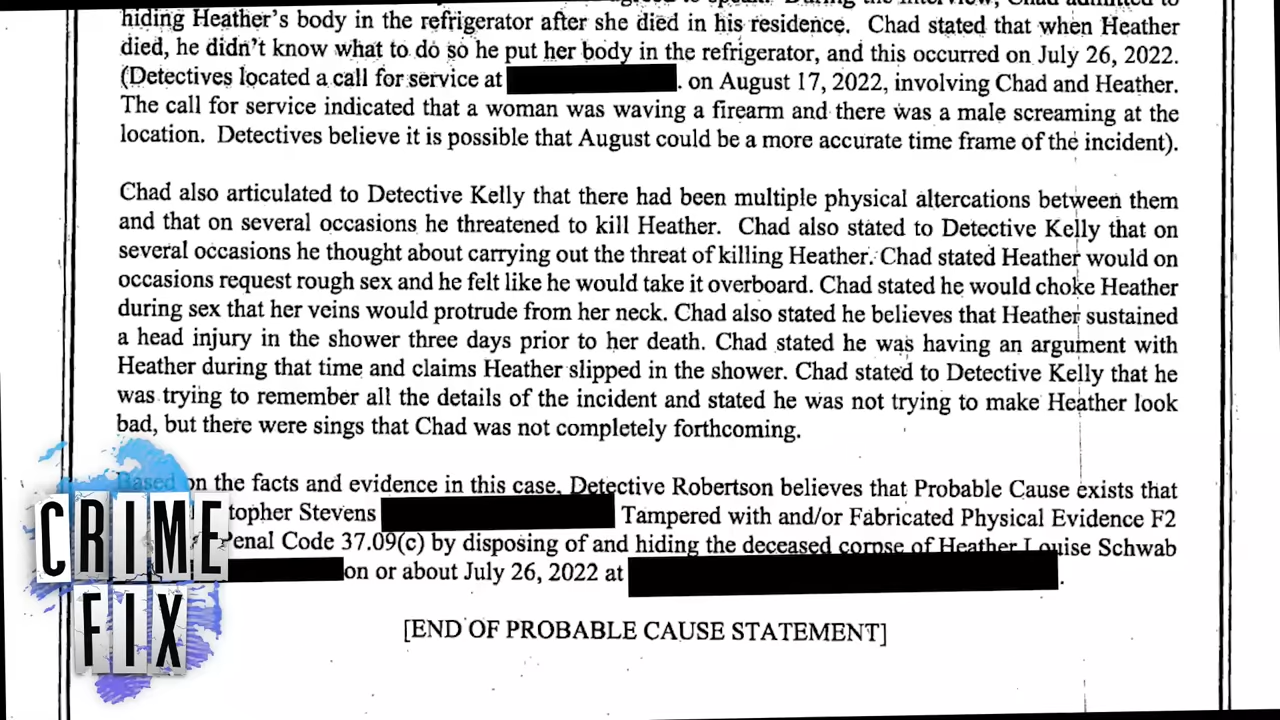 hiding Heather's body in the refrigerator after she died in his residence. Chad stated that when Heather
died, he didn't know what to do so he put her body in the refrigerator, and this occurred on July 26, 2022.
(Detectives located a call for service at . on August 17, 2022, involving Chad and Heather.
The call for service indicated that a woman was waving a firearm and there was a male screaming at the
location. Detectives believe it is possible that August could be a more accurate time frame of the incident).
Chad also articulated to Detective Kelly that there had been multiple physical altercations between them
and that on several occasions he threatened to kill Heather. Chad also stated to Detective Kelly that on
several occasions he thought about carrying out the threat of killing Heather. Chad stated Heather would on
occasions request rough sex and he felt like he would take it overboard. Chad stated he would choke Heather
during sex that her veins would protrude from her neck. Chad also stated he believes that Heather sustained
a head injury in the shower three days prior to her death. Chad stated he was having an argument with
Heather during that time and claims Heather slipped in the shower. Chad stated to Detective Kelly that he
was trying to remember all the details of the incident and stated he was not trying to make Heather look
bad, but there were sings that Chad was not completely forthcoming.
Based on the facts and evidence in this case, Detective Robertson believes that Probable Cause exists that
topher Stevens Tampered with and/or Fabricated Physical Evidence F2
Penal Code 37.09(c) by disposing of and hiding the deceased corpse of Heather Louise Schwab
on or about July 26, 2022 at .
[END OF PROBABLE CAUSE STATEMENT]
CRIME
FIX